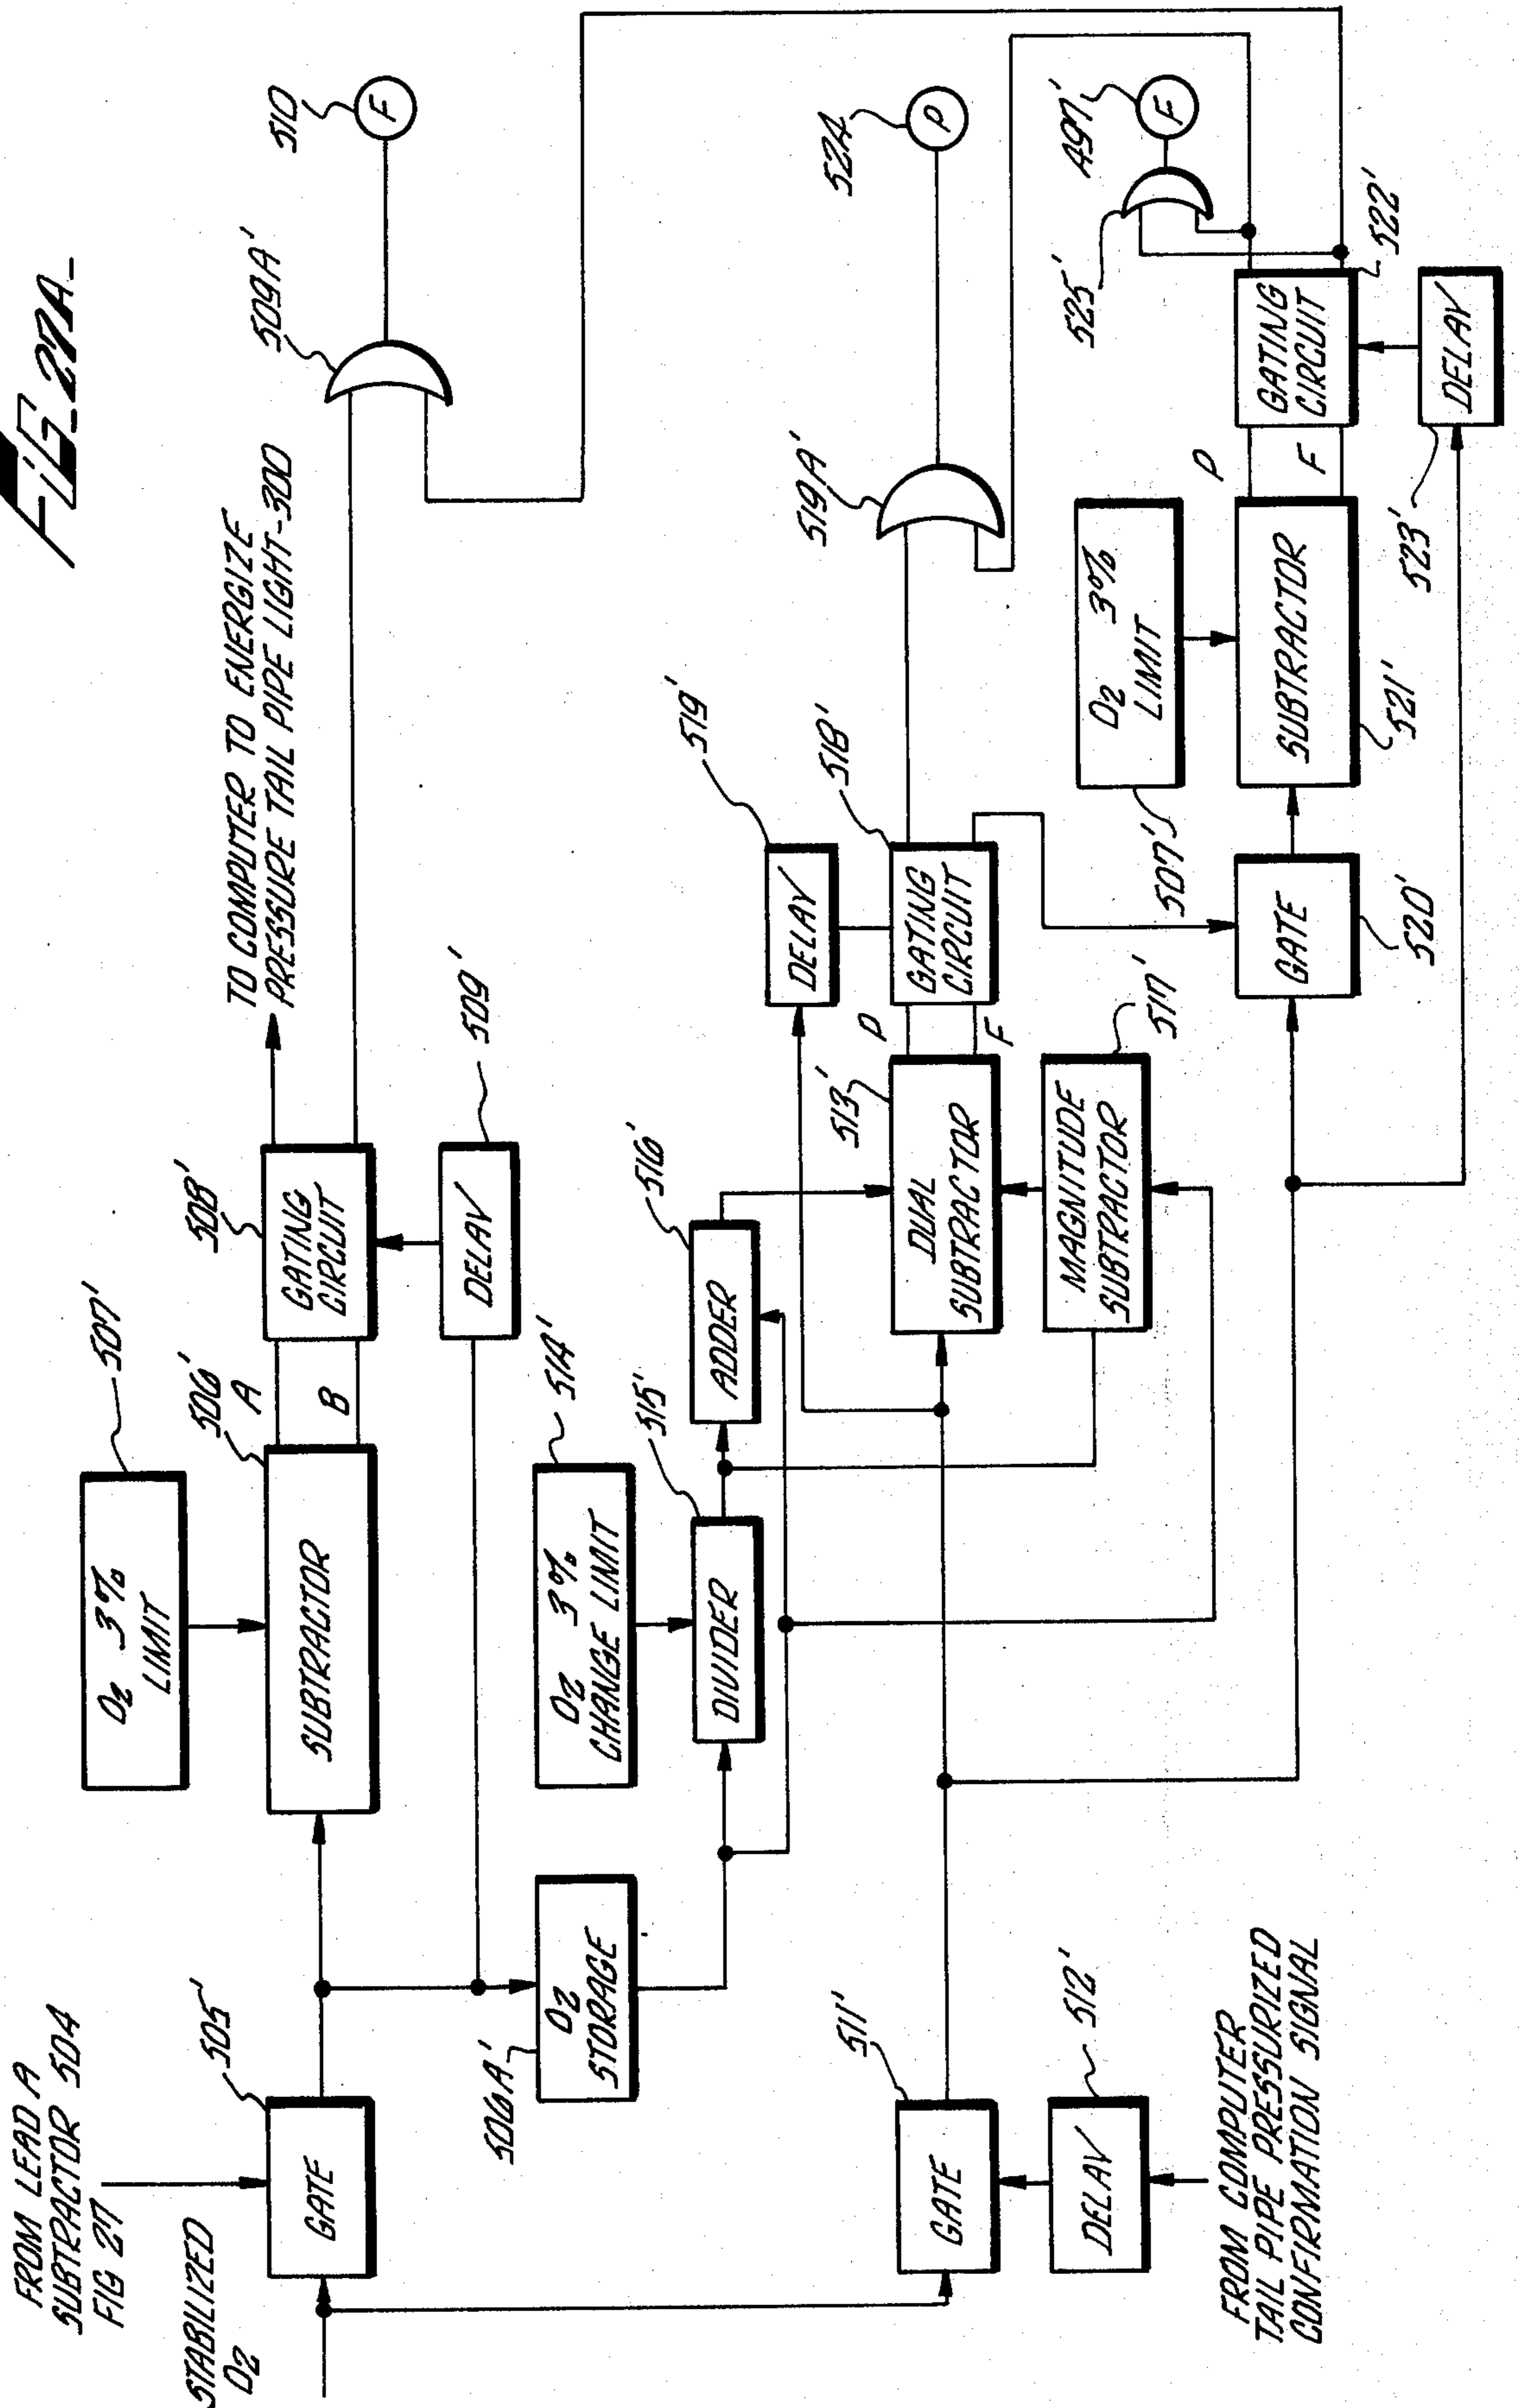 FIG_27A_
FROM LEAD A
SUBTRACTOR 504
FIG 27
STABILIZED
O2
GATE
505'
O2 3%
LIMIT
507'
SUBTRACTOR
506'
A
B
GATING
CIRCUIT
508'
TO COMPUTER TO ENERGIZE
PRESSURE TAIL PIPE LIGHT-300
509A'
F
510
DELAY
509'
O2
STORAGE
506A'
O2 3%
CHANGE LIMIT
514'
DIVIDER
515'
ADDER
516'
DELAY
519'
GATE
511'
DELAY
512'
FROM COMPUTER
TAIL PIPE PRESSURIZED
CONFIRMATION SIGNAL
DUAL
SUBTRACTOR
513'
P
F
GATING
CIRCUIT
518'
519A'
P
524
MAGNITUDE
SUBTRACTOR
517'
O2 3%
LIMIT
507'
GATE
520'
SUBTRACTOR
521'
P
F
GATING
CIRCUIT
522'
DELAY
523'
525'
F
497'